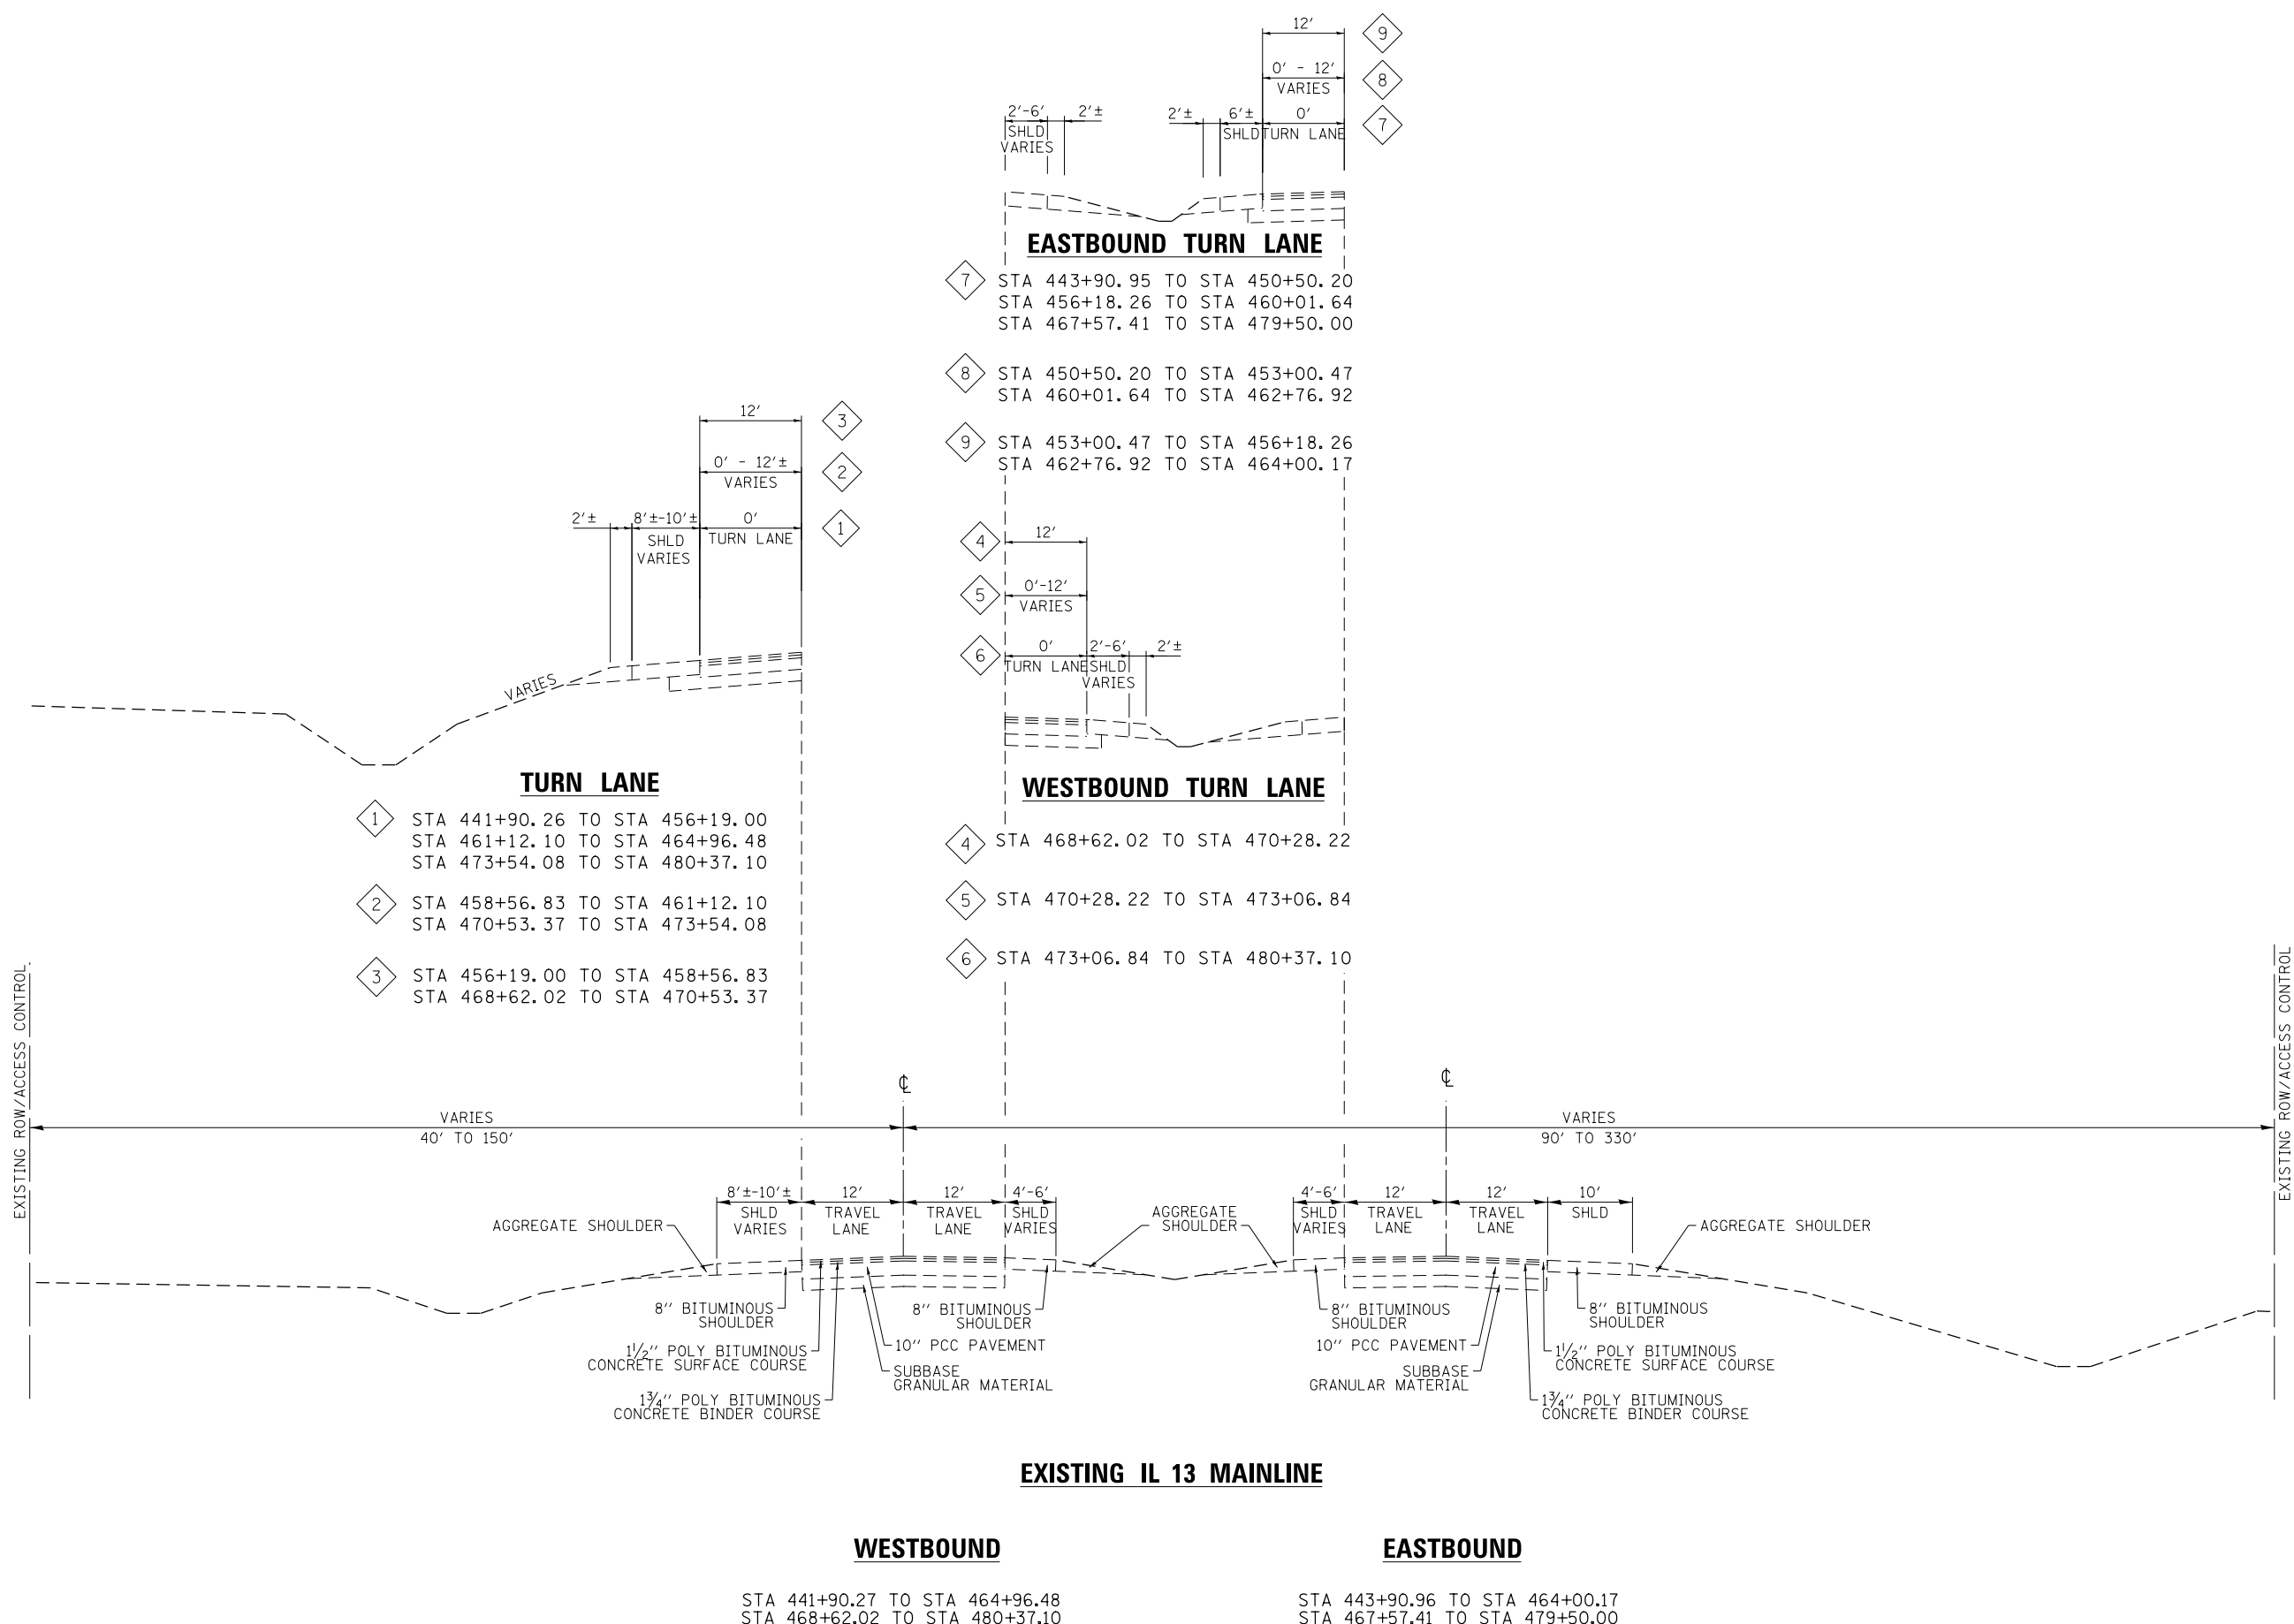 12'
9
0' - 12'
VARIES
8
2'-6'
SHLD
VARIES
2'±
2'±
6'±
SHLD
0'
TURN LANE
7
EASTBOUND TURN LANE
7
STA 443+90.95 TO STA 450+50.20
STA 456+18.26 TO STA 460+01.64
STA 467+57.41 TO STA 479+50.00
8
STA 450+50.20 TO STA 453+00.47
STA 460+01.64 TO STA 462+76.92
9
STA 453+00.47 TO STA 456+18.26
STA 462+76.92 TO STA 464+00.17
12'
3
0' - 12'±
VARIES
2
2'±
8'±-10'±
SHLD
VARIES
0'
TURN LANE
1
VARIES
4
12'
5
0'-12'
VARIES
6
0'
TURN LANE
2'-6'
SHLD
VARIES
2'±
TURN LANE
1
STA 441+90.26 TO STA 456+19.00
STA 461+12.10 TO STA 464+96.48
STA 473+54.08 TO STA 480+37.10
2
STA 458+56.83 TO STA 461+12.10
STA 470+53.37 TO STA 473+54.08
3
STA 456+19.00 TO STA 458+56.83
STA 468+62.02 TO STA 470+53.37
WESTBOUND TURN LANE
4
STA 468+62.02 TO STA 470+28.22
5
STA 470+28.22 TO STA 473+06.84
6
STA 473+06.84 TO STA 480+37.10
EXISTING ROW/ACCESS CONTROL
EXISTING ROW/ACCESS CONTROL
℄
℄
VARIES
40' TO 150'
VARIES
90' TO 330'
8'±-10'±
SHLD
VARIES
12'
TRAVEL
LANE
12'
TRAVEL
LANE
4'-6'
SHLD
VARIES
4'-6'
SHLD
VARIES
12'
TRAVEL
LANE
12'
TRAVEL
LANE
10'
SHLD
AGGREGATE SHOULDER
AGGREGATE
SHOULDER
AGGREGATE SHOULDER
8'' BITUMINOUS
SHOULDER
1½'' POLY BITUMINOUS
CONCRETE SURFACE COURSE
1¾'' POLY BITUMINOUS
CONCRETE BINDER COURSE
8'' BITUMINOUS
SHOULDER
10'' PCC PAVEMENT
SUBBASE
GRANULAR MATERIAL
8'' BITUMINOUS
SHOULDER
10'' PCC PAVEMENT
SUBBASE
GRANULAR MATERIAL
8'' BITUMINOUS
SHOULDER
1½'' POLY BITUMINOUS
CONCRETE SURFACE COURSE
1¾'' POLY BITUMINOUS
CONCRETE BINDER COURSE
EXISTING IL 13 MAINLINE
WESTBOUND
STA 441+90.27 TO STA 464+96.48
STA 468+62.02 TO STA 480+37.10
EASTBOUND
STA 443+90.96 TO STA 464+00.17
STA 467+57.41 TO STA 479+50.00